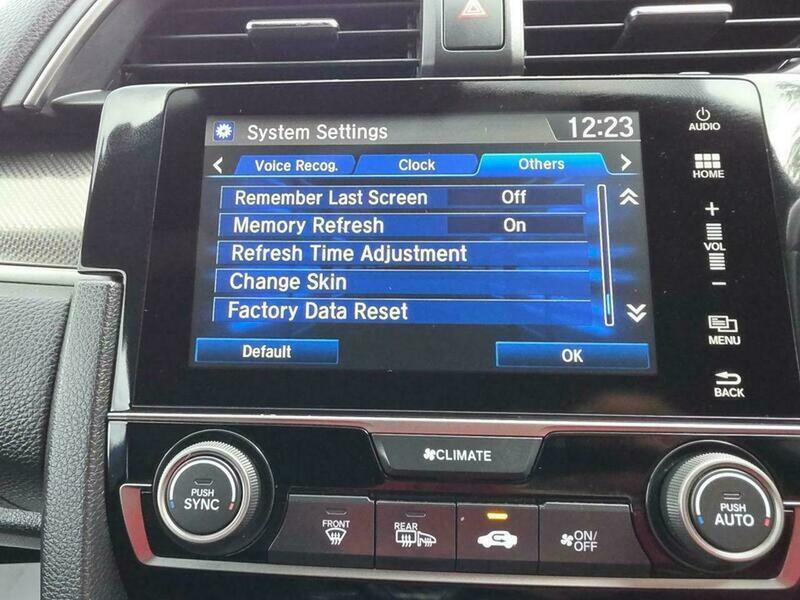 System Settings
12:23
AUDIO
Voice Recog.
Clock
Others
HOME
Remember Last Screen
Off
Memory Refresh
On
VOL
Refresh Time Adjustment
Change Skin
Factory Data Reset
MENU
Default
OK
BACK
CLIMATE
PUSH
SYNC
FRONT
REAR
ON/
OFF
PUSH
AUTO